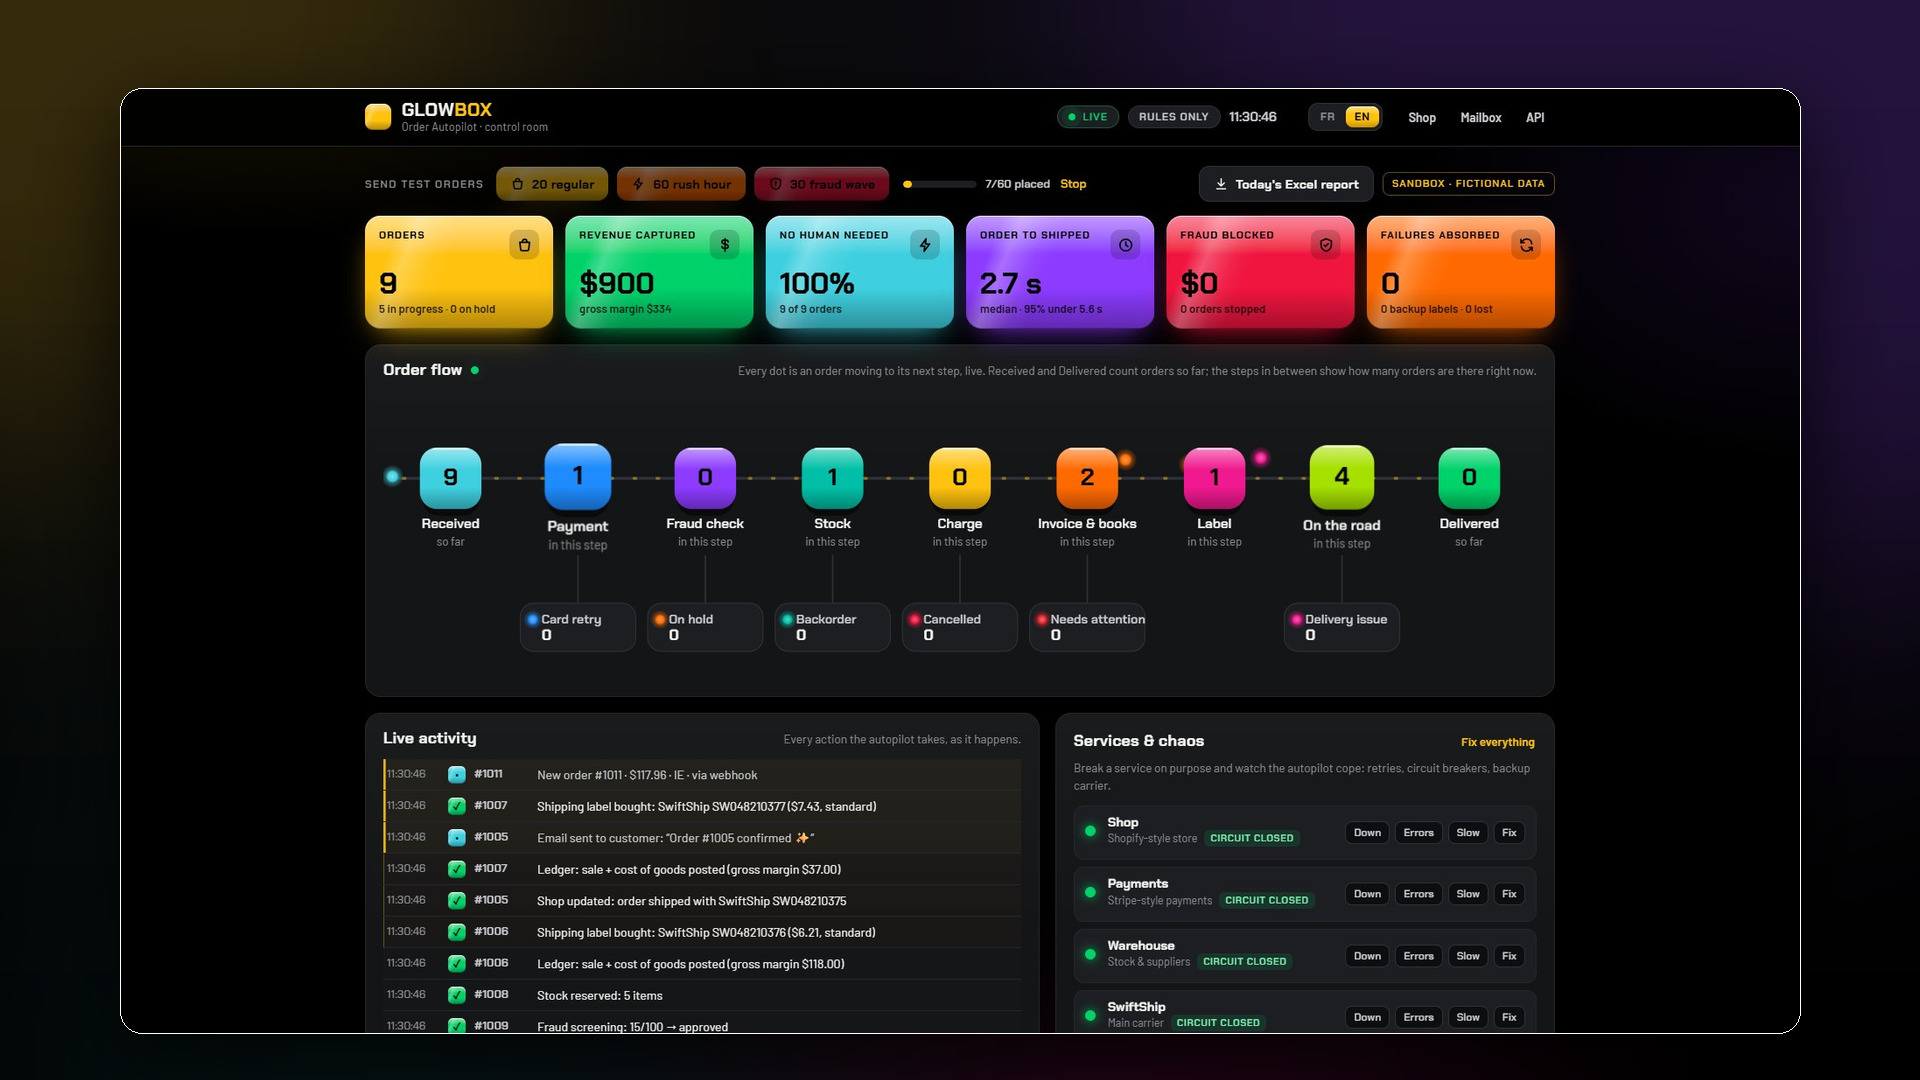 GLOWBOX
Order Autopilot · control room
LIVE
RULES ONLY
11:30:46
FR
EN
Shop
Mailbox
API
SEND TEST ORDERS
20 regular
60 rush hour
30 fraud wave
7/60 placed
Stop
Today's Excel report
SANDBOX · FICTIONAL DATA
ORDERS
9
5 in progress · 0 on hold
REVENUE CAPTURED
$
$900
gross margin $334
NO HUMAN NEEDED
100%
9 of 9 orders
ORDER TO SHIPPED
2.7 s
median · 95% under 5.6 s
FRAUD BLOCKED
$0
0 orders stopped
FAILURES ABSORBED
0
0 backup labels · 0 lost
Order flow
Every dot is an order moving to its next step, live. Received and Delivered count orders so far; the steps in between show how many orders are there right now.
9
Received
so far
1
Payment
in this step
0
Fraud check
in this step
1
Stock
in this step
0
Charge
in this step
2
Invoice & books
in this step
1
Label
in this step
4
On the road
in this step
0
Delivered
so far
Card retry
0
On hold
0
Backorder
0
Cancelled
0
Needs attention
0
Delivery issue
0
Live activity
Every action the autopilot takes, as it happens.
11:30:46 #1011 New order #1011 · $117.96 · IE · via webhook
11:30:46 #1007 Shipping label bought: SwiftShip SW048210377 ($7.43, standard)
11:30:46 #1005 Email sent to customer: “Order #1005 confirmed ✨”
11:30:46 #1007 Ledger: sale + cost of goods posted (gross margin $37.00)
11:30:46 #1005 Shop updated: order shipped with SwiftShip SW048210375
11:30:46 #1006 Shipping label bought: SwiftShip SW048210376 ($6.21, standard)
11:30:46 #1006 Ledger: sale + cost of goods posted (gross margin $118.00)
11:30:46 #1008 Stock reserved: 5 items
11:30:46 #1009 Fraud screening: 15/100 → approved
Services & chaos
Fix everything
Break a service on purpose and watch the autopilot cope: retries, circuit breakers, backup
carrier.
Shop
Shopify-style store CIRCUIT CLOSED
Down Errors Slow Fix
Payments
Stripe-style payments CIRCUIT CLOSED
Down Errors Slow Fix
Warehouse
Stock & suppliers CIRCUIT CLOSED
Down Errors Slow Fix
SwiftShip
Main carrier CIRCUIT CLOSED
Down Errors Slow Fix